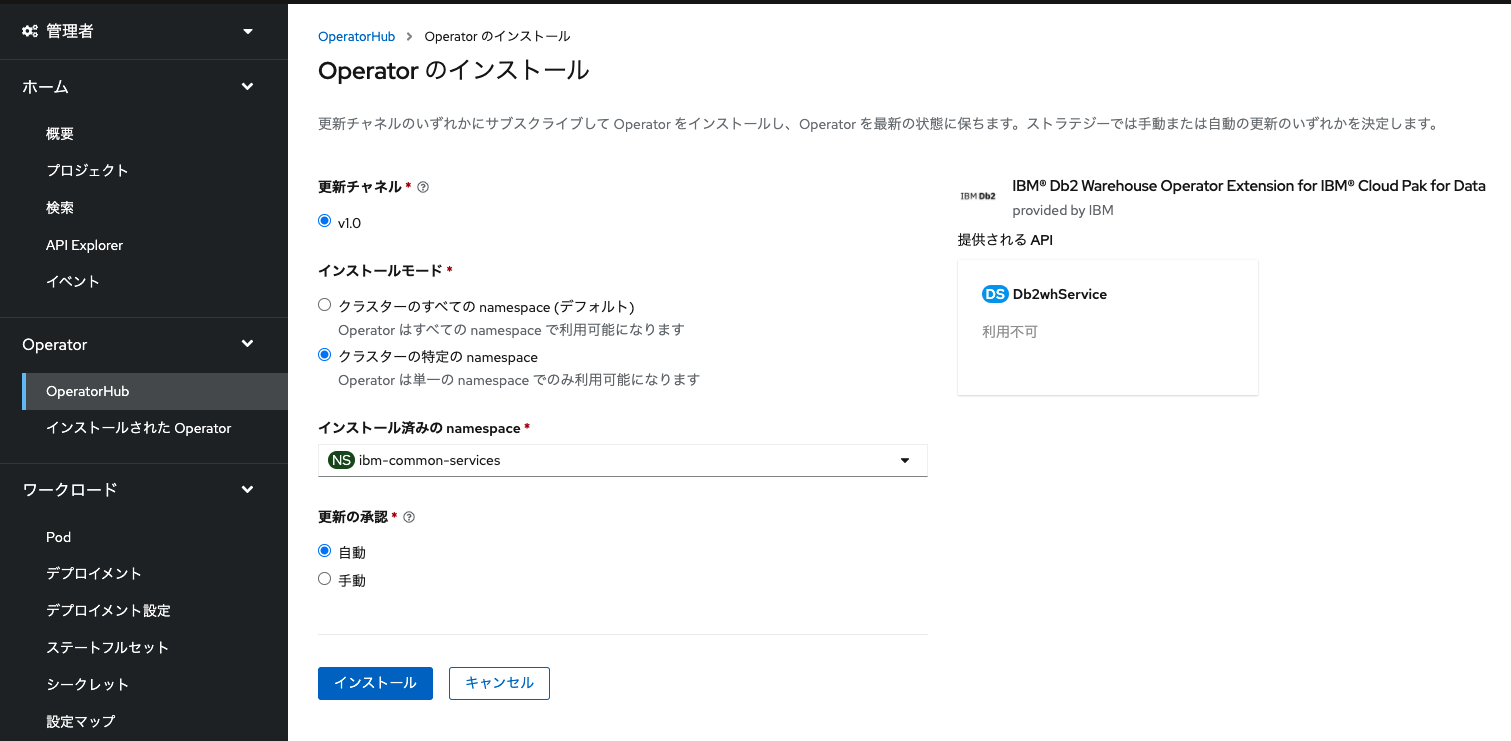 管理者
ホーム
概要
プロジェクト
検索
API Explorer
イベント
Operator
OperatorHub
インストールされた Operator
ワークロード
Pod
デプロイメント
デプロイメント設定
ステートフルセット
シークレット
設定マップ
OperatorHub > Operator のインストール
Operator のインストール
更新チャネルのいずれかにサブスクライブして Operator をインストールし、Operator を最新の状態に保ちます。ストラテジーでは手動または自動の更新のいずれかを決定します。
更新チャネル *
v1.0
インストールモード *
クラスターのすべての namespace (デフォルト)
Operator はすべての namespace で利用可能になります
クラスターの特定の namespace
Operator は単一の namespace でのみ利用可能になります
インストール済みの namespace *
NS ibm-common-services
更新の承認 *
自動
手動
インストール キャンセル
IBM Db2
IBM® Db2 Warehouse Operator Extension for IBM® Cloud Pak for Data
provided by IBM
提供される API
DS Db2whService
利用不可